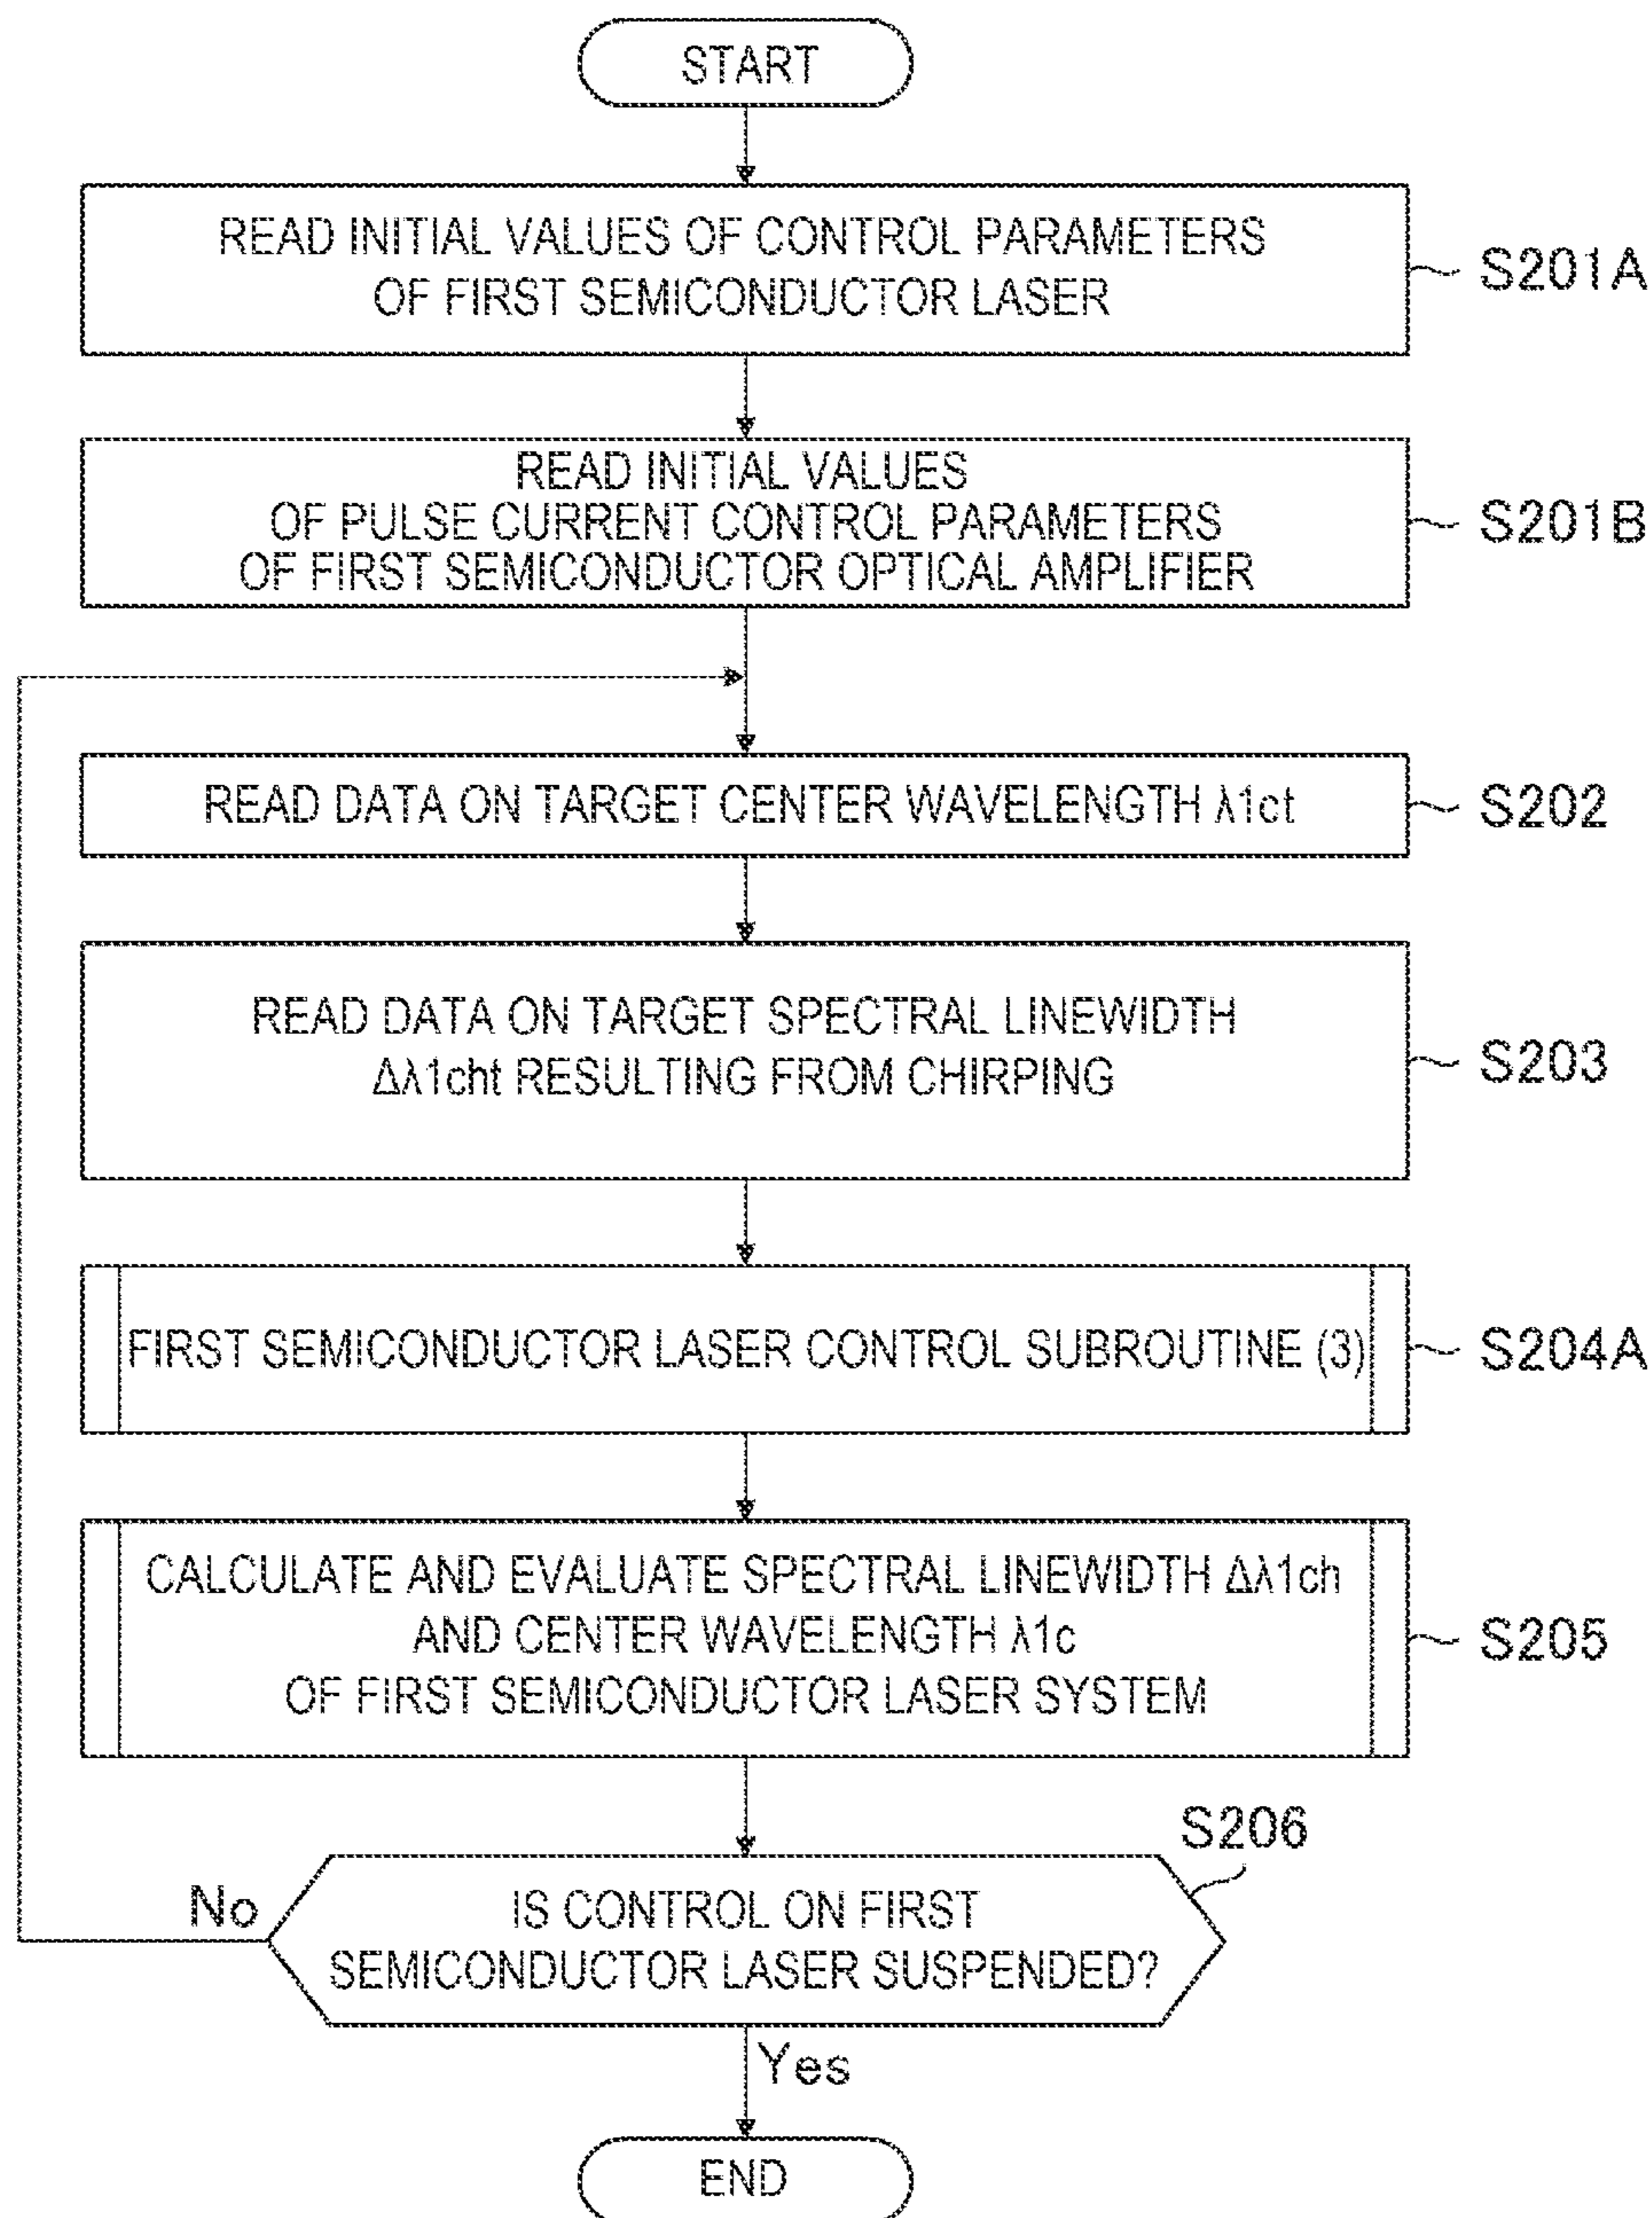 START
READ INITIAL VALUES OF CONTROL PARAMETERS
OF FIRST SEMICONDUCTOR LASER
S201A
READ INITIAL VALUES
OF PULSE CURRENT CONTROL PARAMETERS
OF FIRST SEMICONDUCTOR OPTICAL AMPLIFIER
S201B
READ DATA ON TARGET CENTER WAVELENGTH λ1ct
S202
READ DATA ON TARGET SPECTRAL LINEWIDTH
Δλ1cht RESULTING FROM CHIRPING
S203
FIRST SEMICONDUCTOR LASER CONTROL SUBROUTINE (3)
S204A
CALCULATE AND EVALUATE SPECTRAL LINEWIDTH Δλ1ch
AND CENTER WAVELENGTH λ1c
OF FIRST SEMICONDUCTOR LASER SYSTEM
S205
S206
No
IS CONTROL ON FIRST
SEMICONDUCTOR LASER SUSPENDED?
Yes
END